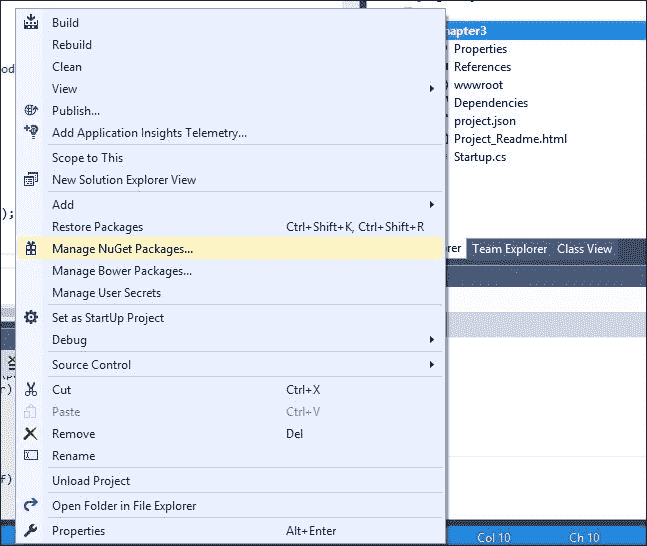 Build
Rebuild
Clean
View
Publish...
Add Application Insights Telemetry...
Scope to This
New Solution Explorer View
Add
Restore Packages Ctrl+Shift+K, Ctrl+Shift+R
Manage NuGet Packages...
Manage Bower Packages...
Manage User Secrets
Set as StartUp Project
Debug
Source Control
Cut Ctrl+X
Paste Ctrl+V
Remove Del
Rename
Unload Project
Open Folder in File Explorer
Properties Alt+Enter
hapter3
Properties
References
wwwroot
Dependencies
project.json
Project_Readme.html
Startup.cs
rer Team Explorer Class View
od
);
r)
f)
Col 10 Ch 10